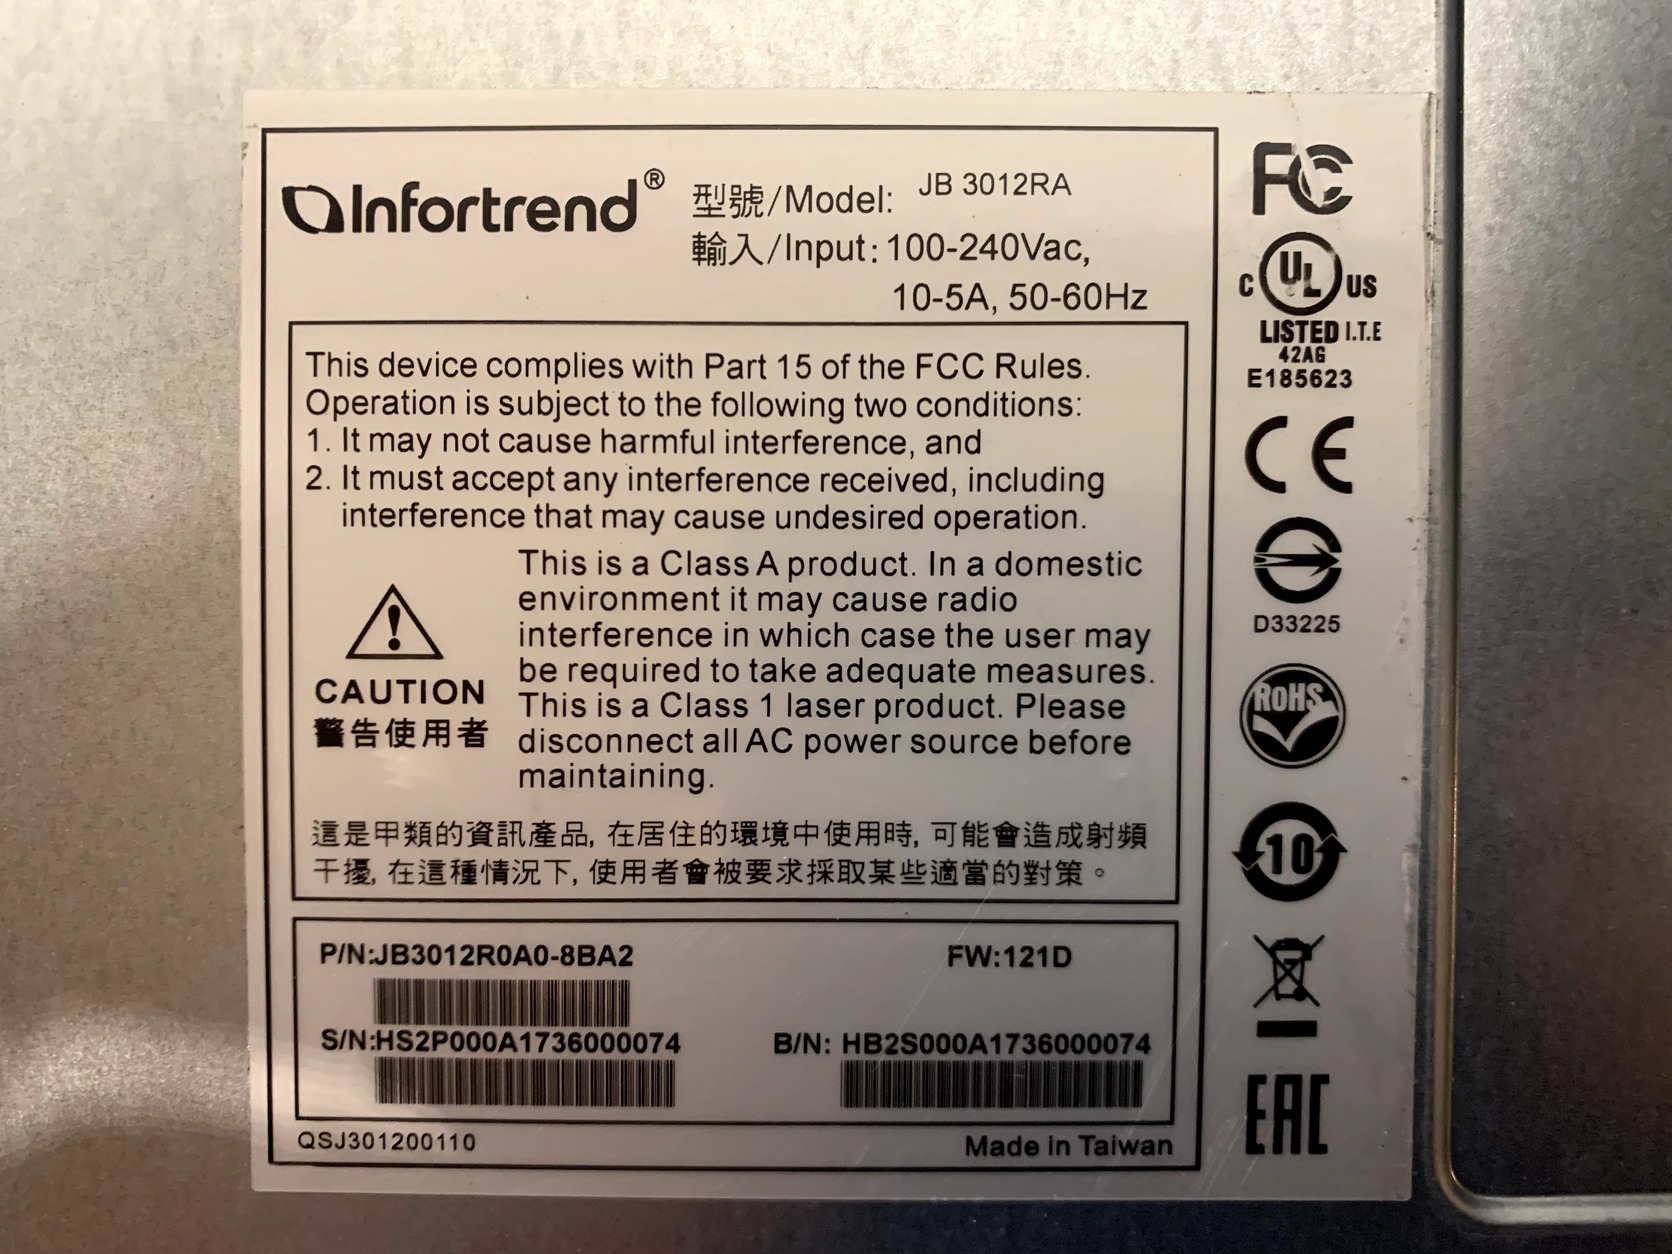 Infortrend®
型號/Model: JB 3012RA
輸入/Input: 100-240Vac,
10-5A, 50-60Hz
This device complies with Part 15 of the FCC Rules.
Operation is subject to the following two conditions:
1. It may not cause harmful interference, and
2. It must accept any interference received, including
interference that may cause undesired operation.
CAUTION
警告使用者
This is a Class A product. In a domestic
environment it may cause radio
interference in which case the user may
be required to take adequate measures.
This is a Class 1 laser product. Please
disconnect all AC power source before
maintaining.
這是甲類的資訊產品, 在居住的環境中使用時, 可能會造成射頻
干擾, 在這種情況下, 使用者會被要求採取某些適當的對策。
P/N:JB3012R0A0-8BA2
FW:121D
S/N:HS2P000A1736000074
B/N: HB2S000A1736000074
QSJ301200110
Made in Taiwan
FC
C UL US
LISTED I.T.E
42AG
E185623
CE
D33225
RoHS
10
EAC